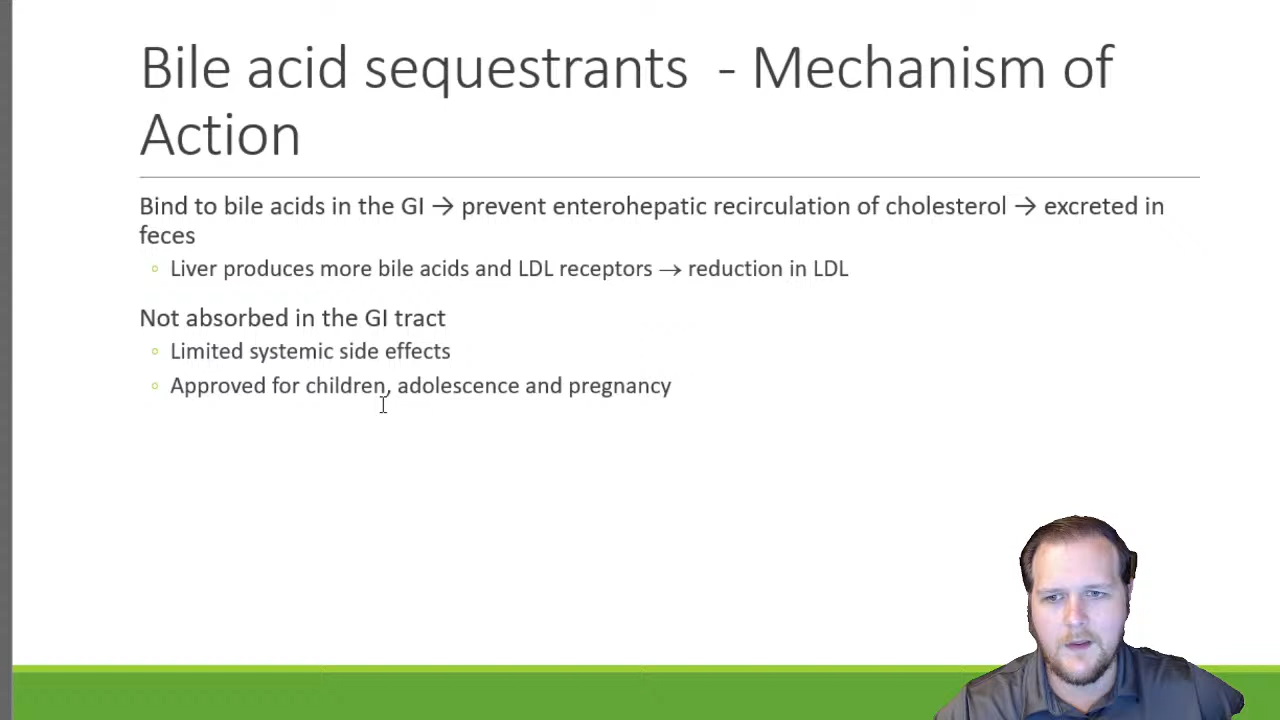 Bile acid sequestrants - Mechanism of
Action
Bind to bile acids in the GI → prevent enterohepatic recirculation of cholesterol → excreted in
feces
◦ Liver produces more bile acids and LDL receptors → reduction in LDL
Not absorbed in the GI tract
◦ Limited systemic side effects
◦ Approved for children, adolescence and pregnancy